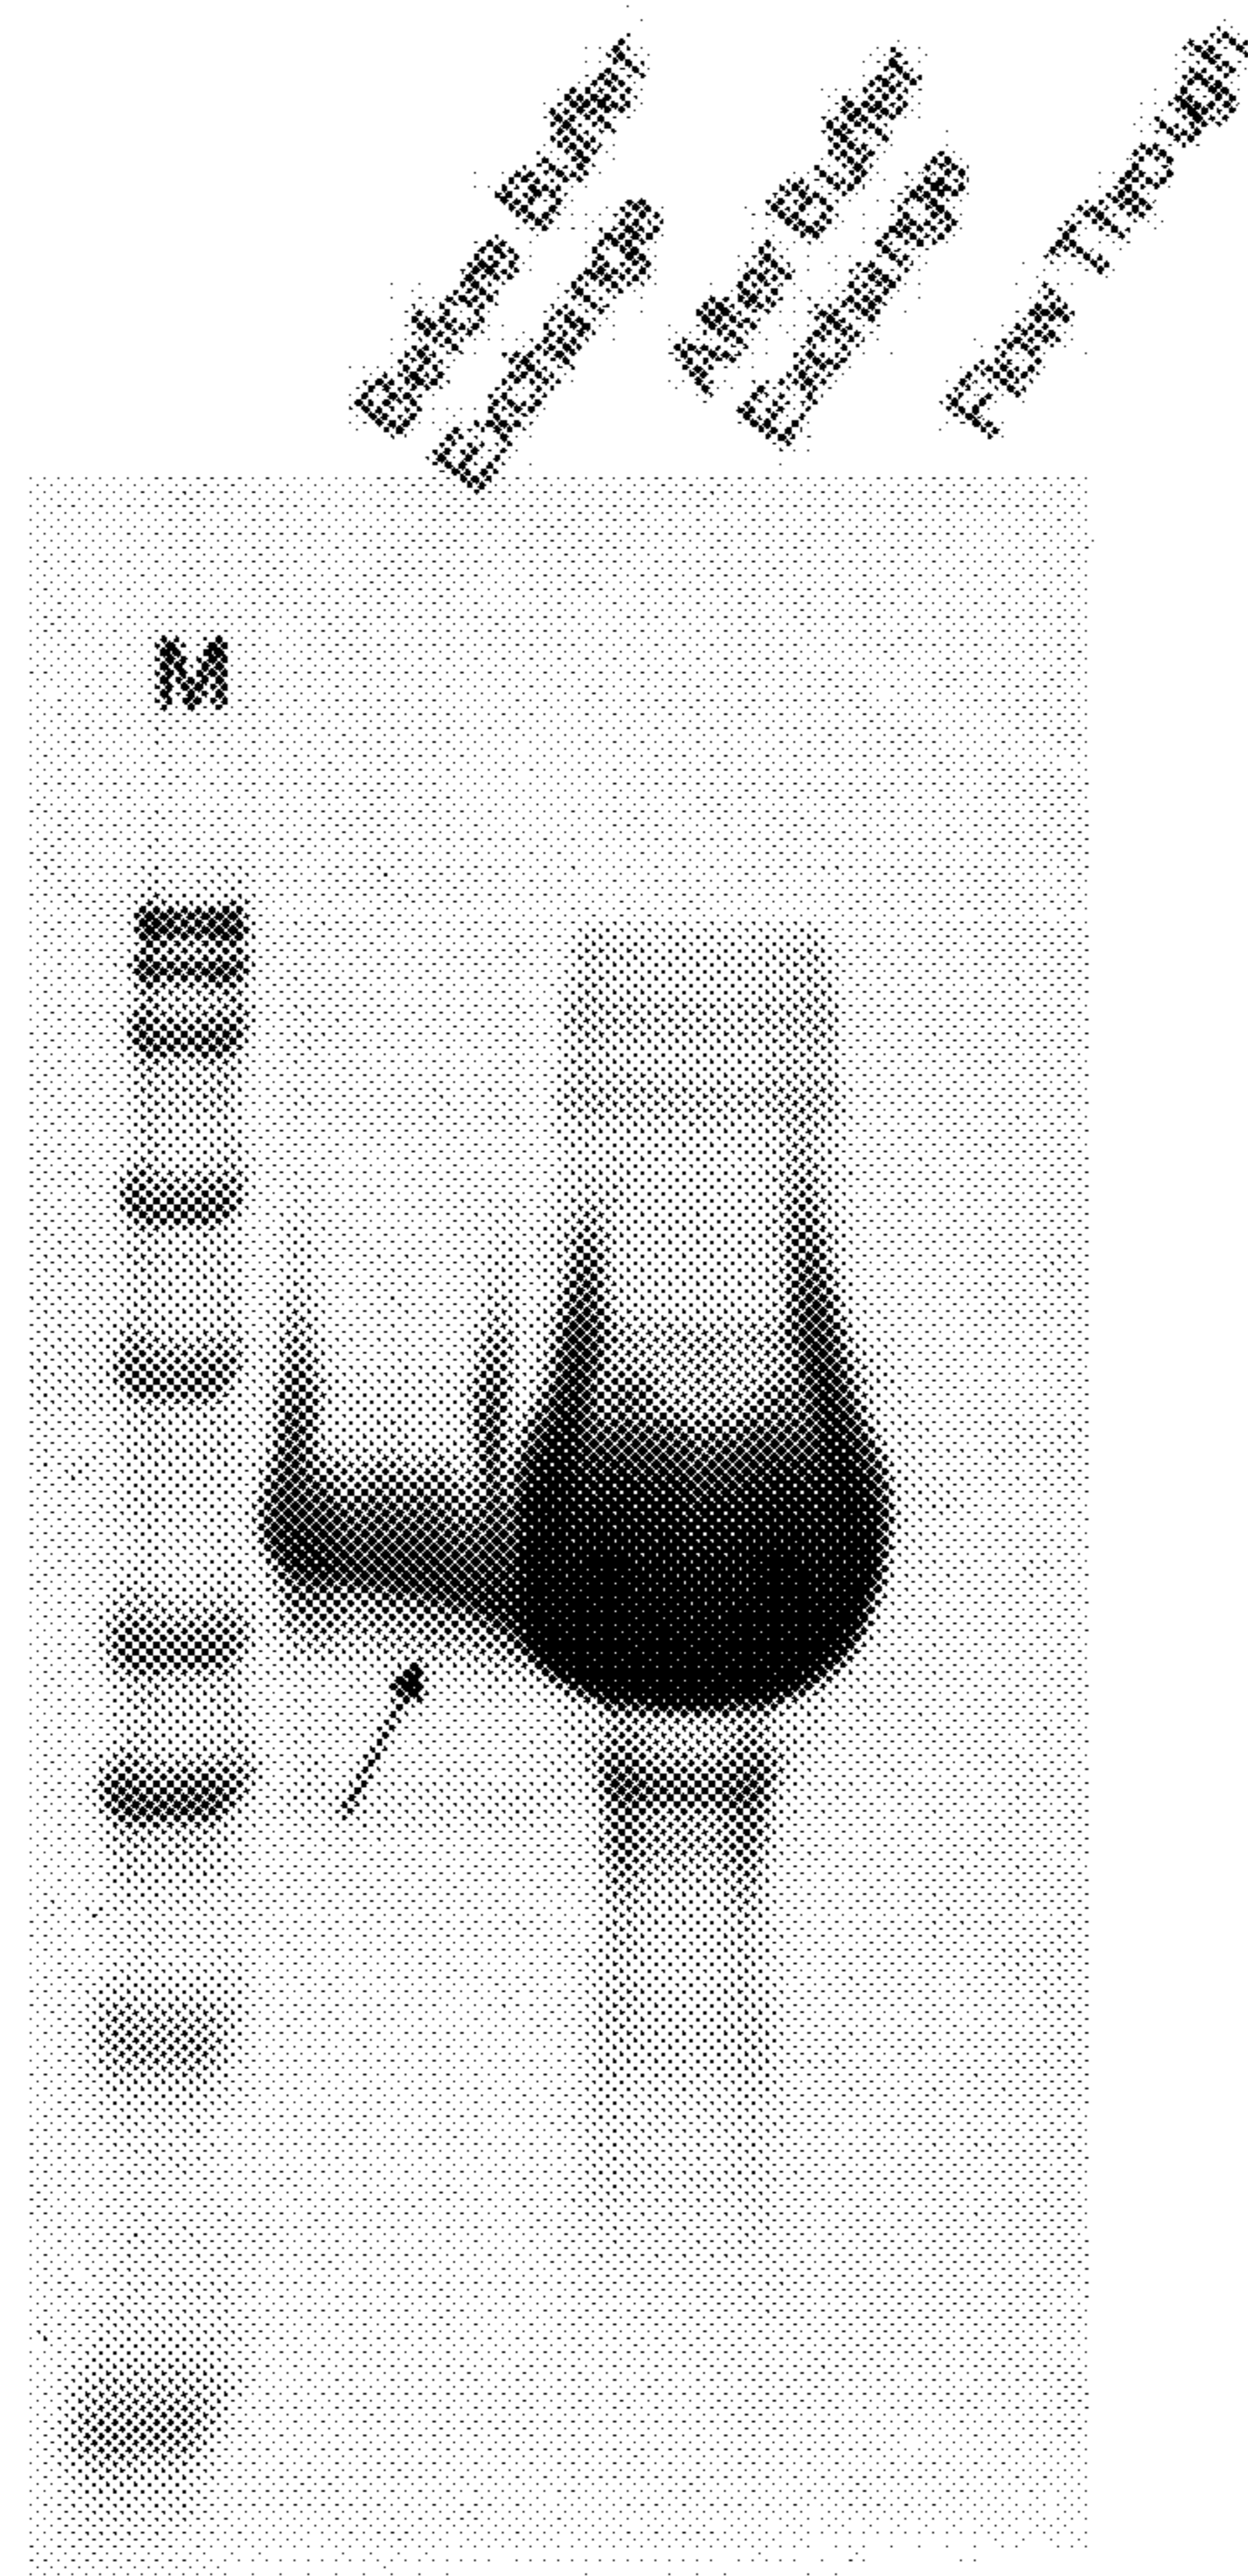 Before Buffer
Exchange
After Buffer
Exchange
Flow Through
M